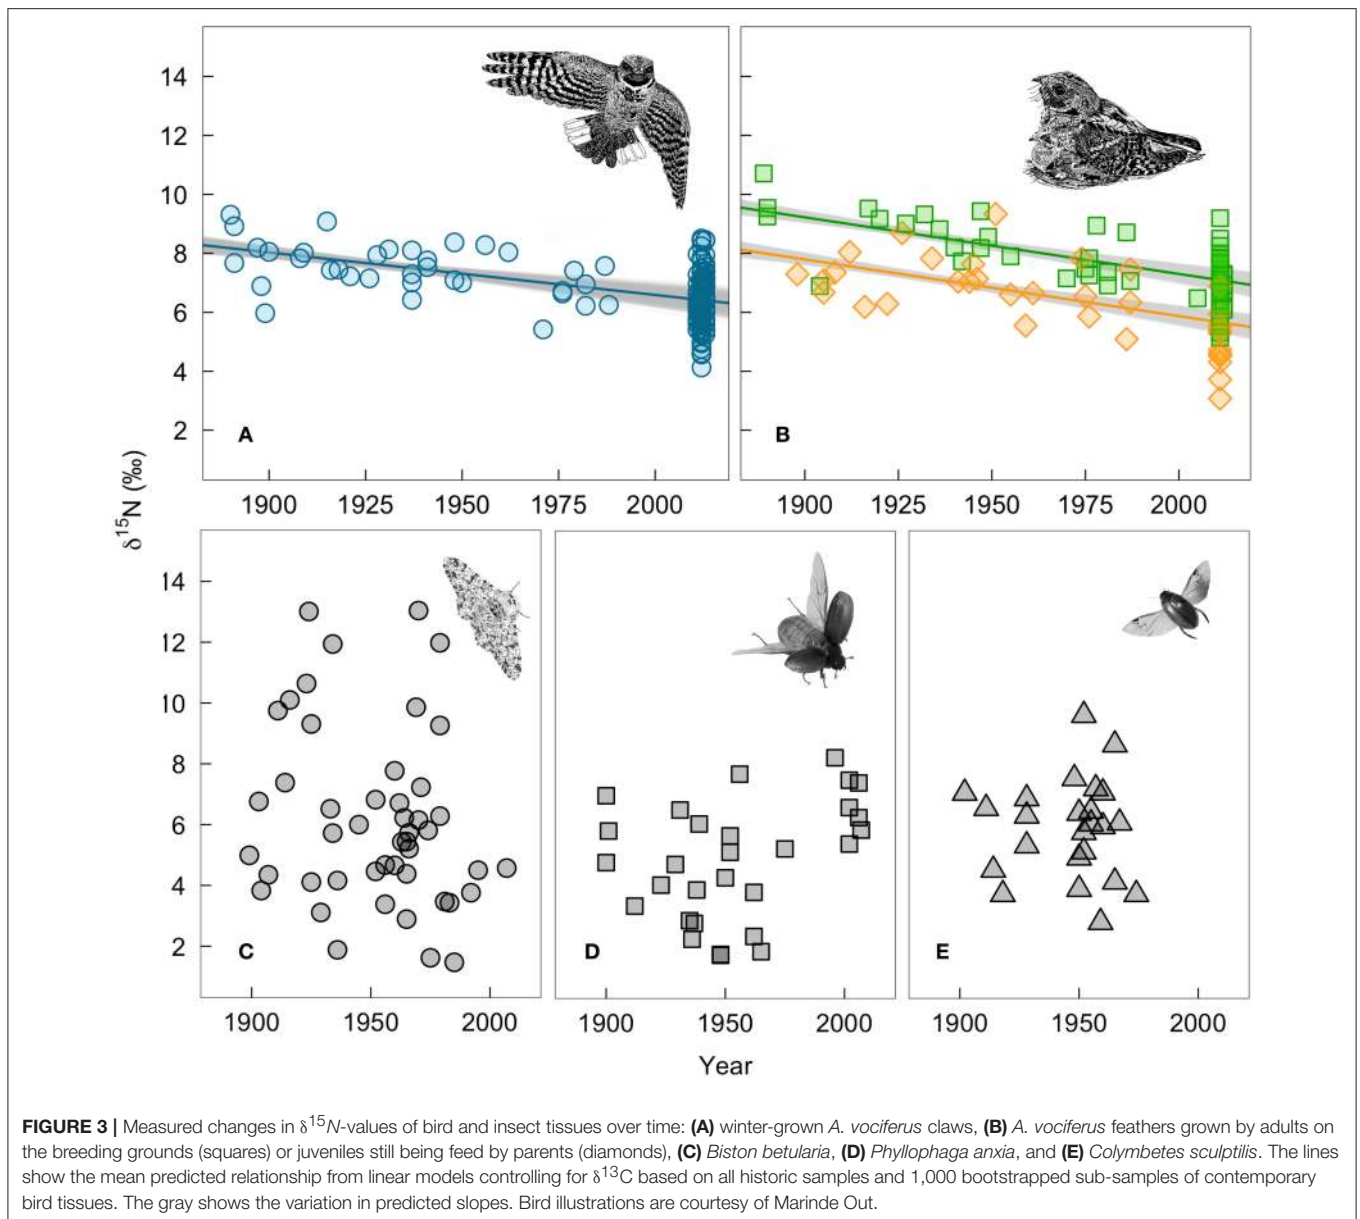 14
12
10
8
6
4
2
A
B
1900 1925 1950 1975 2000
1900 1925 1950 1975 2000
δ15N (‰)
14
12
10
8
6
4
2
C
D
E
1900 1950 2000
1900 1950 2000
1900 1950 2000
Year
FIGURE 3 | Measured changes in δ15N-values of bird and insect tissues over time: (A) winter-grown A. vociferus claws, (B) A. vociferus feathers grown by adults on
the breeding grounds (squares) or juveniles still being feed by parents (diamonds), (C) Biston betularia, (D) Phyllophaga anxia, and (E) Colymbetes sculptilis. The lines
show the mean predicted relationship from linear models controlling for δ13C based on all historic samples and 1,000 bootstrapped sub-samples of contemporary
bird tissues. The gray shows the variation in predicted slopes. Bird illustrations are courtesy of Marinde Out.